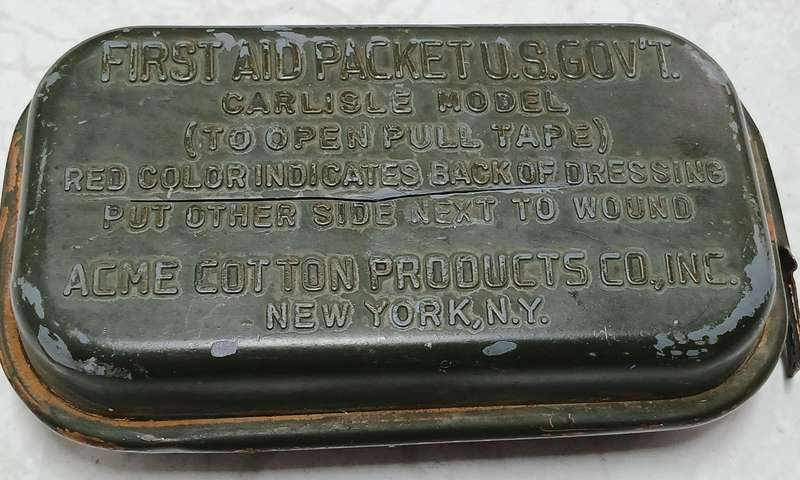 FIRST AID PACKET U.S. GOV'T.
CARLISLE MODEL
(TO OPEN PULL TAPE)
RED COLOR INDICATES BACK OF DRESSING
PUT OTHER SIDE NEXT TO WOUND
ACME COTTON PRODUCTS CO., INC.
NEW YORK, N.Y.